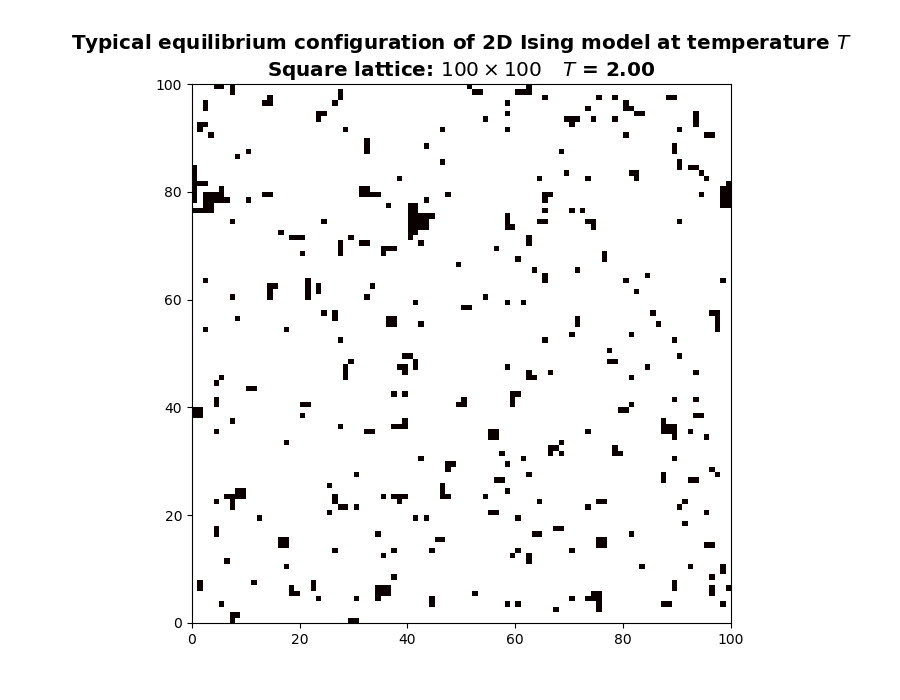 Typical equilibrium configuration of 2D Ising model at temperature T
Square lattice: 100 × 100 T = 2.00
100
80
60
40
20
0
0 20 40 60 80 100